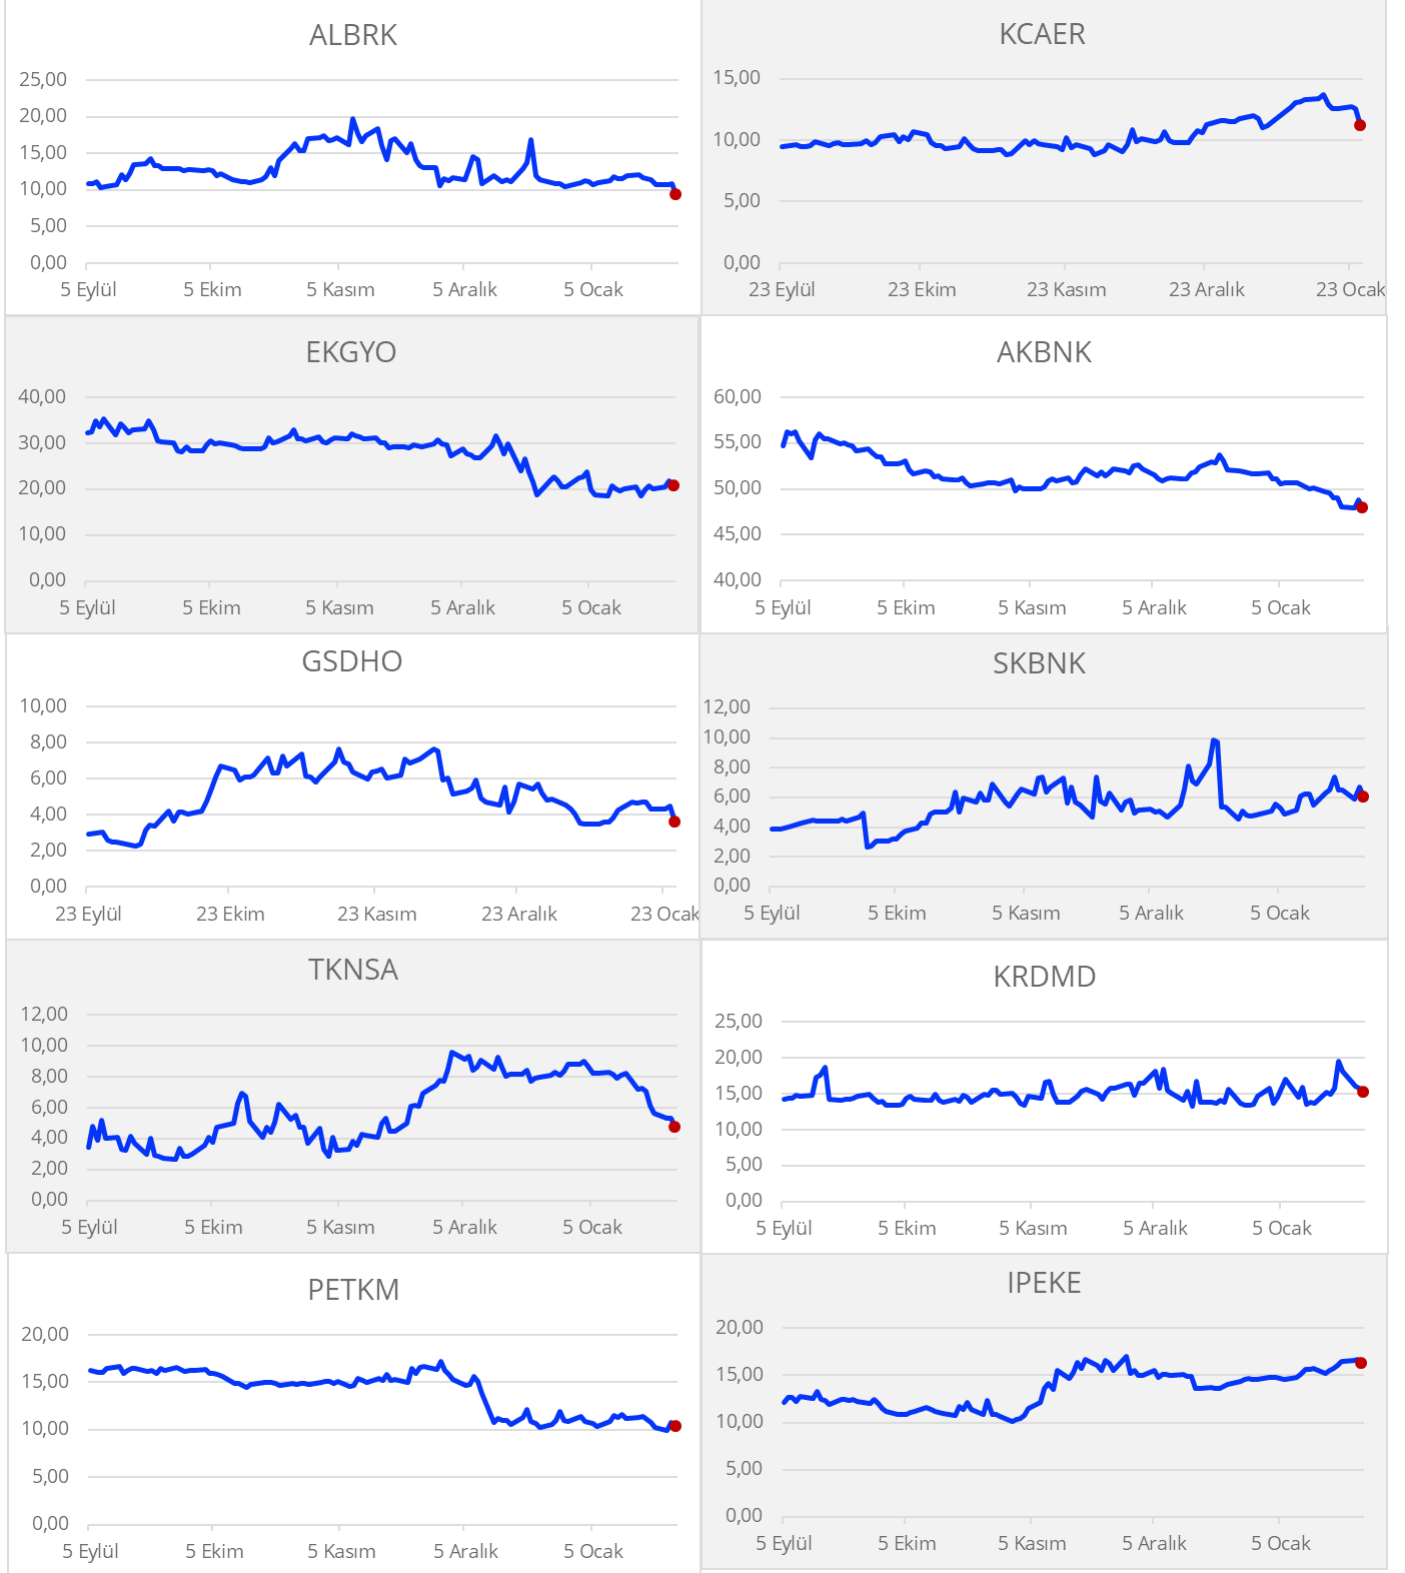 ALBRK
25,00
20,00
15,00
10,00
5,00
0,00
5 Eylül 5 Ekim 5 Kasım 5 Aralık 5 Ocak
KCAER
15,00
10,00
5,00
0,00
23 Eylül 23 Ekim 23 Kasım 23 Aralık 23 Ocak
EKGYO
40,00
30,00
20,00
10,00
0,00
5 Eylül 5 Ekim 5 Kasım 5 Aralık 5 Ocak
AKBNK
60,00
55,00
50,00
45,00
40,00
5 Eylül 5 Ekim 5 Kasım 5 Aralık 5 Ocak
GSDHO
10,00
8,00
6,00
4,00
2,00
0,00
23 Eylül 23 Ekim 23 Kasım 23 Aralık 23 Ocak
SKBNK
12,00
10,00
8,00
6,00
4,00
2,00
0,00
5 Eylül 5 Ekim 5 Kasım 5 Aralık 5 Ocak
TKNSA
12,00
10,00
8,00
6,00
4,00
2,00
0,00
5 Eylül 5 Ekim 5 Kasım 5 Aralık 5 Ocak
KRDMD
25,00
20,00
15,00
10,00
5,00
0,00
5 Eylül 5 Ekim 5 Kasım 5 Aralık 5 Ocak
PETKM
20,00
15,00
10,00
5,00
0,00
5 Eylül 5 Ekim 5 Kasım 5 Aralık 5 Ocak
IPEKE
20,00
15,00
10,00
5,00
0,00
5 Eylül 5 Ekim 5 Kasım 5 Aralık 5 Ocak